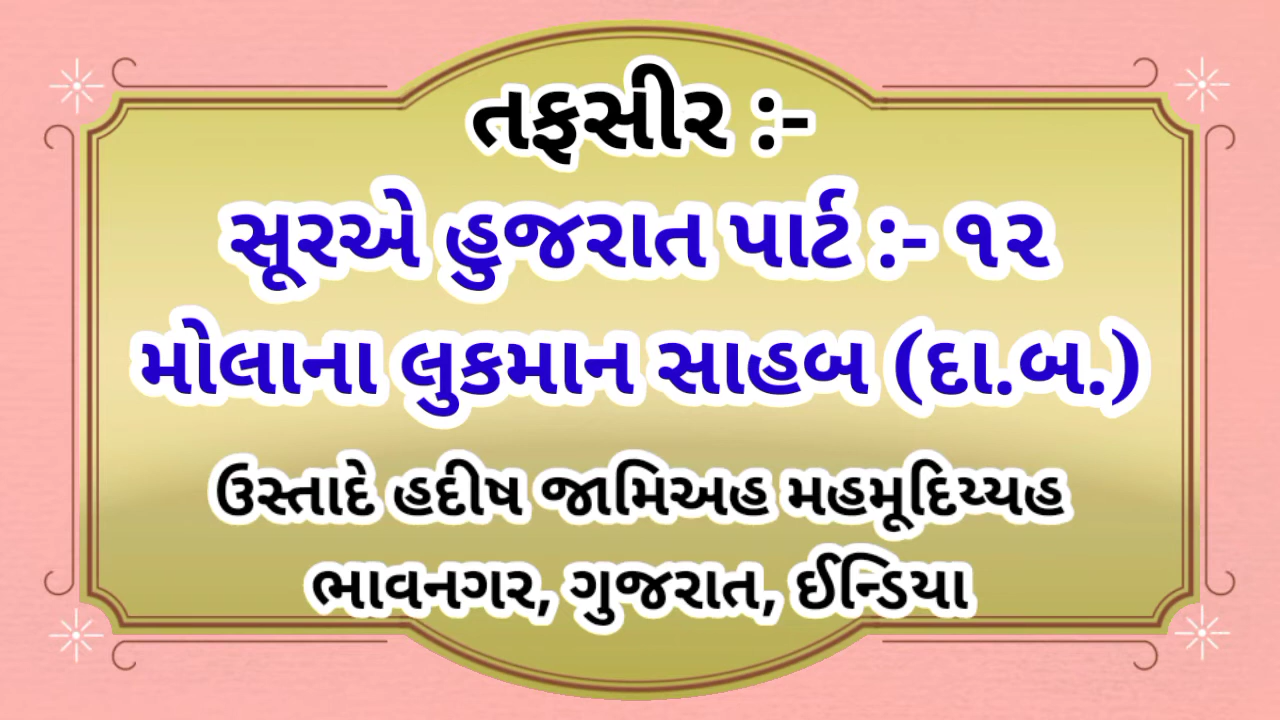 તફસીર :-
સૂરએ હુજરાત પાર્ટ :- ૧૨
મોલાના લુકમાન સાહબ (દા.બ.)
ઉસ્તાદે હદીષ જામિઅહ મહમૂદિય્યહ
ભાવનગર, ગુજરાત, ઈન્ડિયા